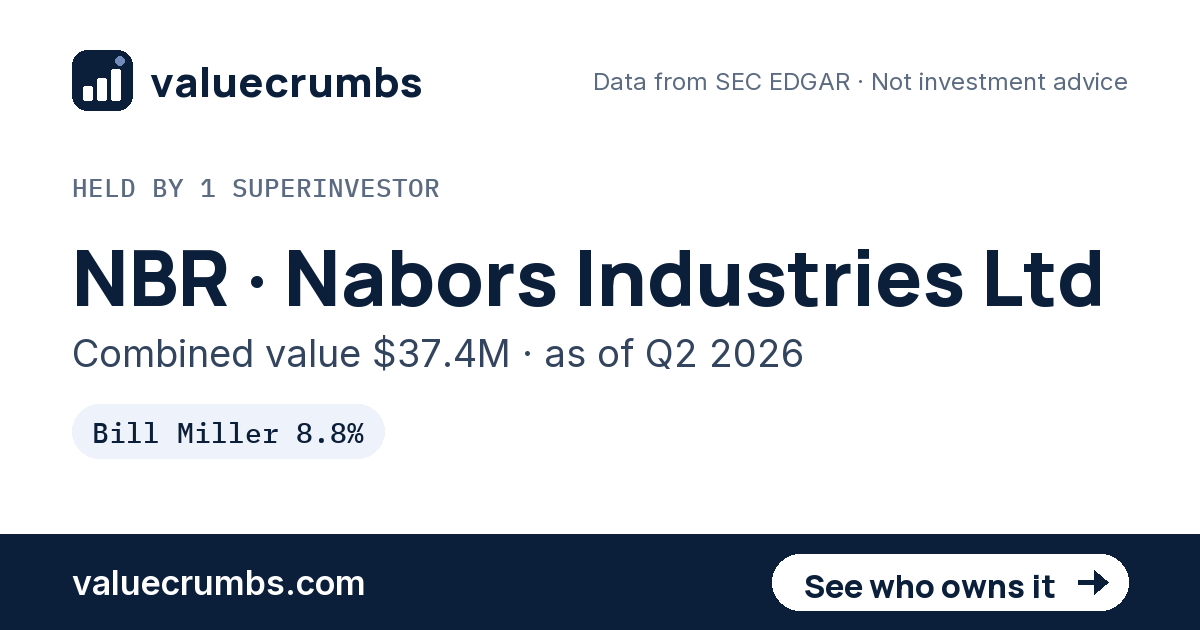 valuecrumbs
Data from SEC EDGAR · Not investment advice
HELD BY 1 SUPERINVESTOR
NBR · Nabors Industries Ltd
Combined value $37.4M · as of Q2 2026
Bill Miller 8.8%
valuecrumbs.com
See who owns it →